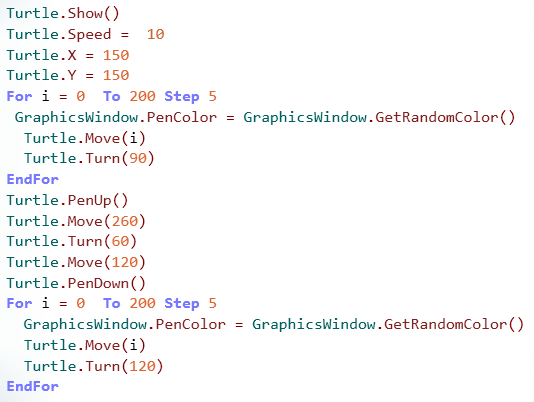 Turtle.Show()
Turtle.Speed =  10
Turtle.X = 150
Turtle.Y = 150
For i = 0  To 200 Step 5
 GraphicsWindow.PenColor = GraphicsWindow.GetRandomColor()
  Turtle.Move(i)
  Turtle.Turn(90)
EndFor
Turtle.PenUp()
Turtle.Move(260)
Turtle.Turn(60)
Turtle.Move(120)
Turtle.PenDown()
For i = 0  To 200 Step 5
  GraphicsWindow.PenColor = GraphicsWindow.GetRandomColor()
  Turtle.Move(i)
  Turtle.Turn(120)
EndFor